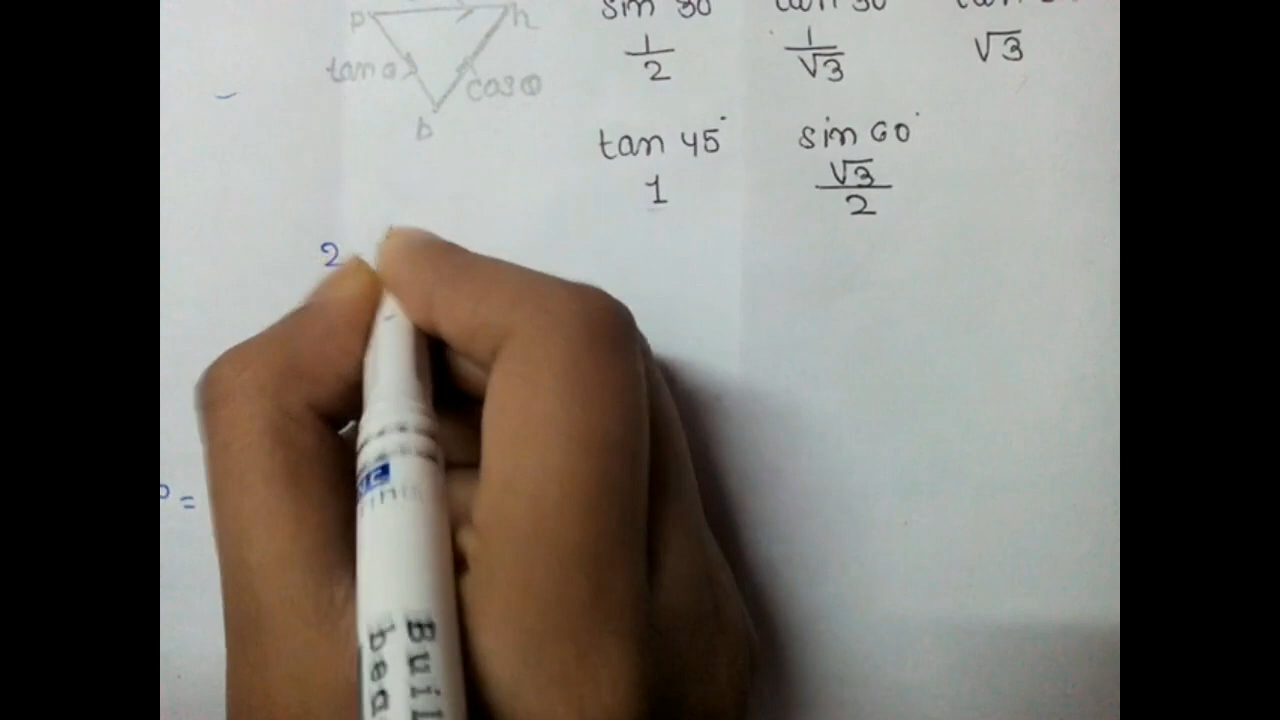 p h sin 30 tan 30
1/2 1/√3 √3
tan θ cos θ
b
tan 45° sin 60°
1 √3/2
2
=
Buil
bea